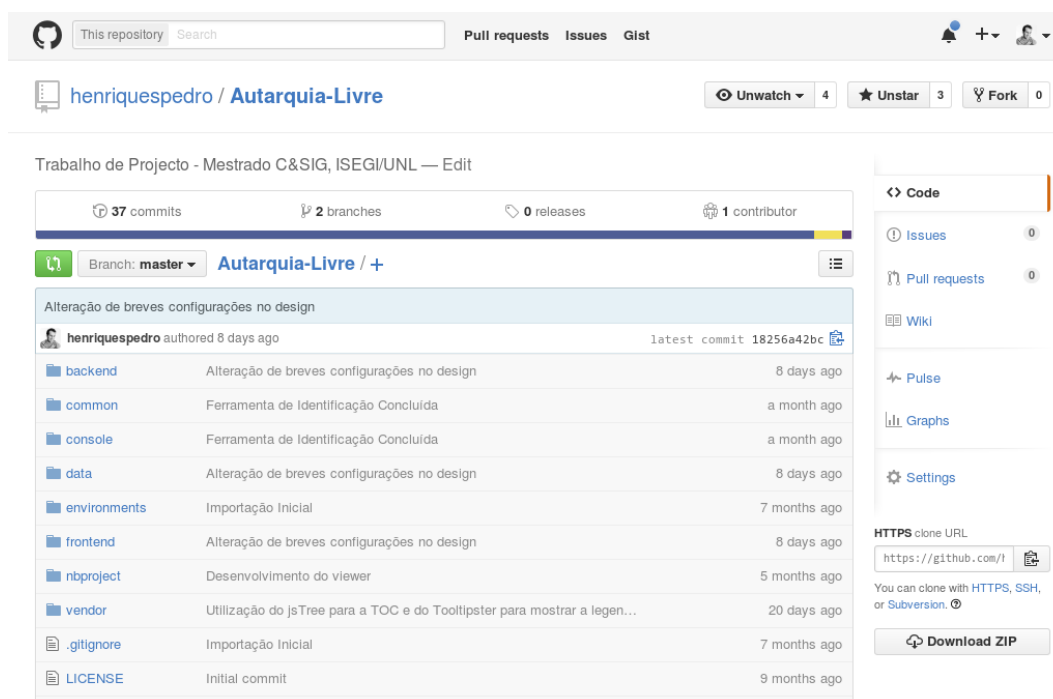 This repository Search Pull requests Issues Gist
henriquespedro / Autarquia-Livre Unwatch 4 Unstar 3 Fork 0
Trabalho de Projecto - Mestrado C&SIG, ISEGI/UNL — Edit
37 commits 2 branches 0 releases 1 contributor
Branch: master Autarquia-Livre / +
Alteração de breves configurações no design
henriquespedro authored 8 days ago latest commit 18256a42bc
backend Alteração de breves configurações no design 8 days ago
common Ferramenta de Identificação Concluída a month ago
console Ferramenta de Identificação Concluída a month ago
data Alteração de breves configurações no design 8 days ago
environments Importação Inicial 7 months ago
frontend Alteração de breves configurações no design 8 days ago
nbproject Desenvolvimento do viewer 5 months ago
vendor Utilização do jsTree para a TOC e do Tooltipster para mostrar a legen… 20 days ago
.gitignore Importação Inicial 7 months ago
LICENSE Initial commit 9 months ago
Code
Issues 0
Pull requests 0
Wiki
Pulse
Graphs
Settings
HTTPS clone URL
https://github.com/h
You can clone with HTTPS, SSH,
or Subversion.
Download ZIP